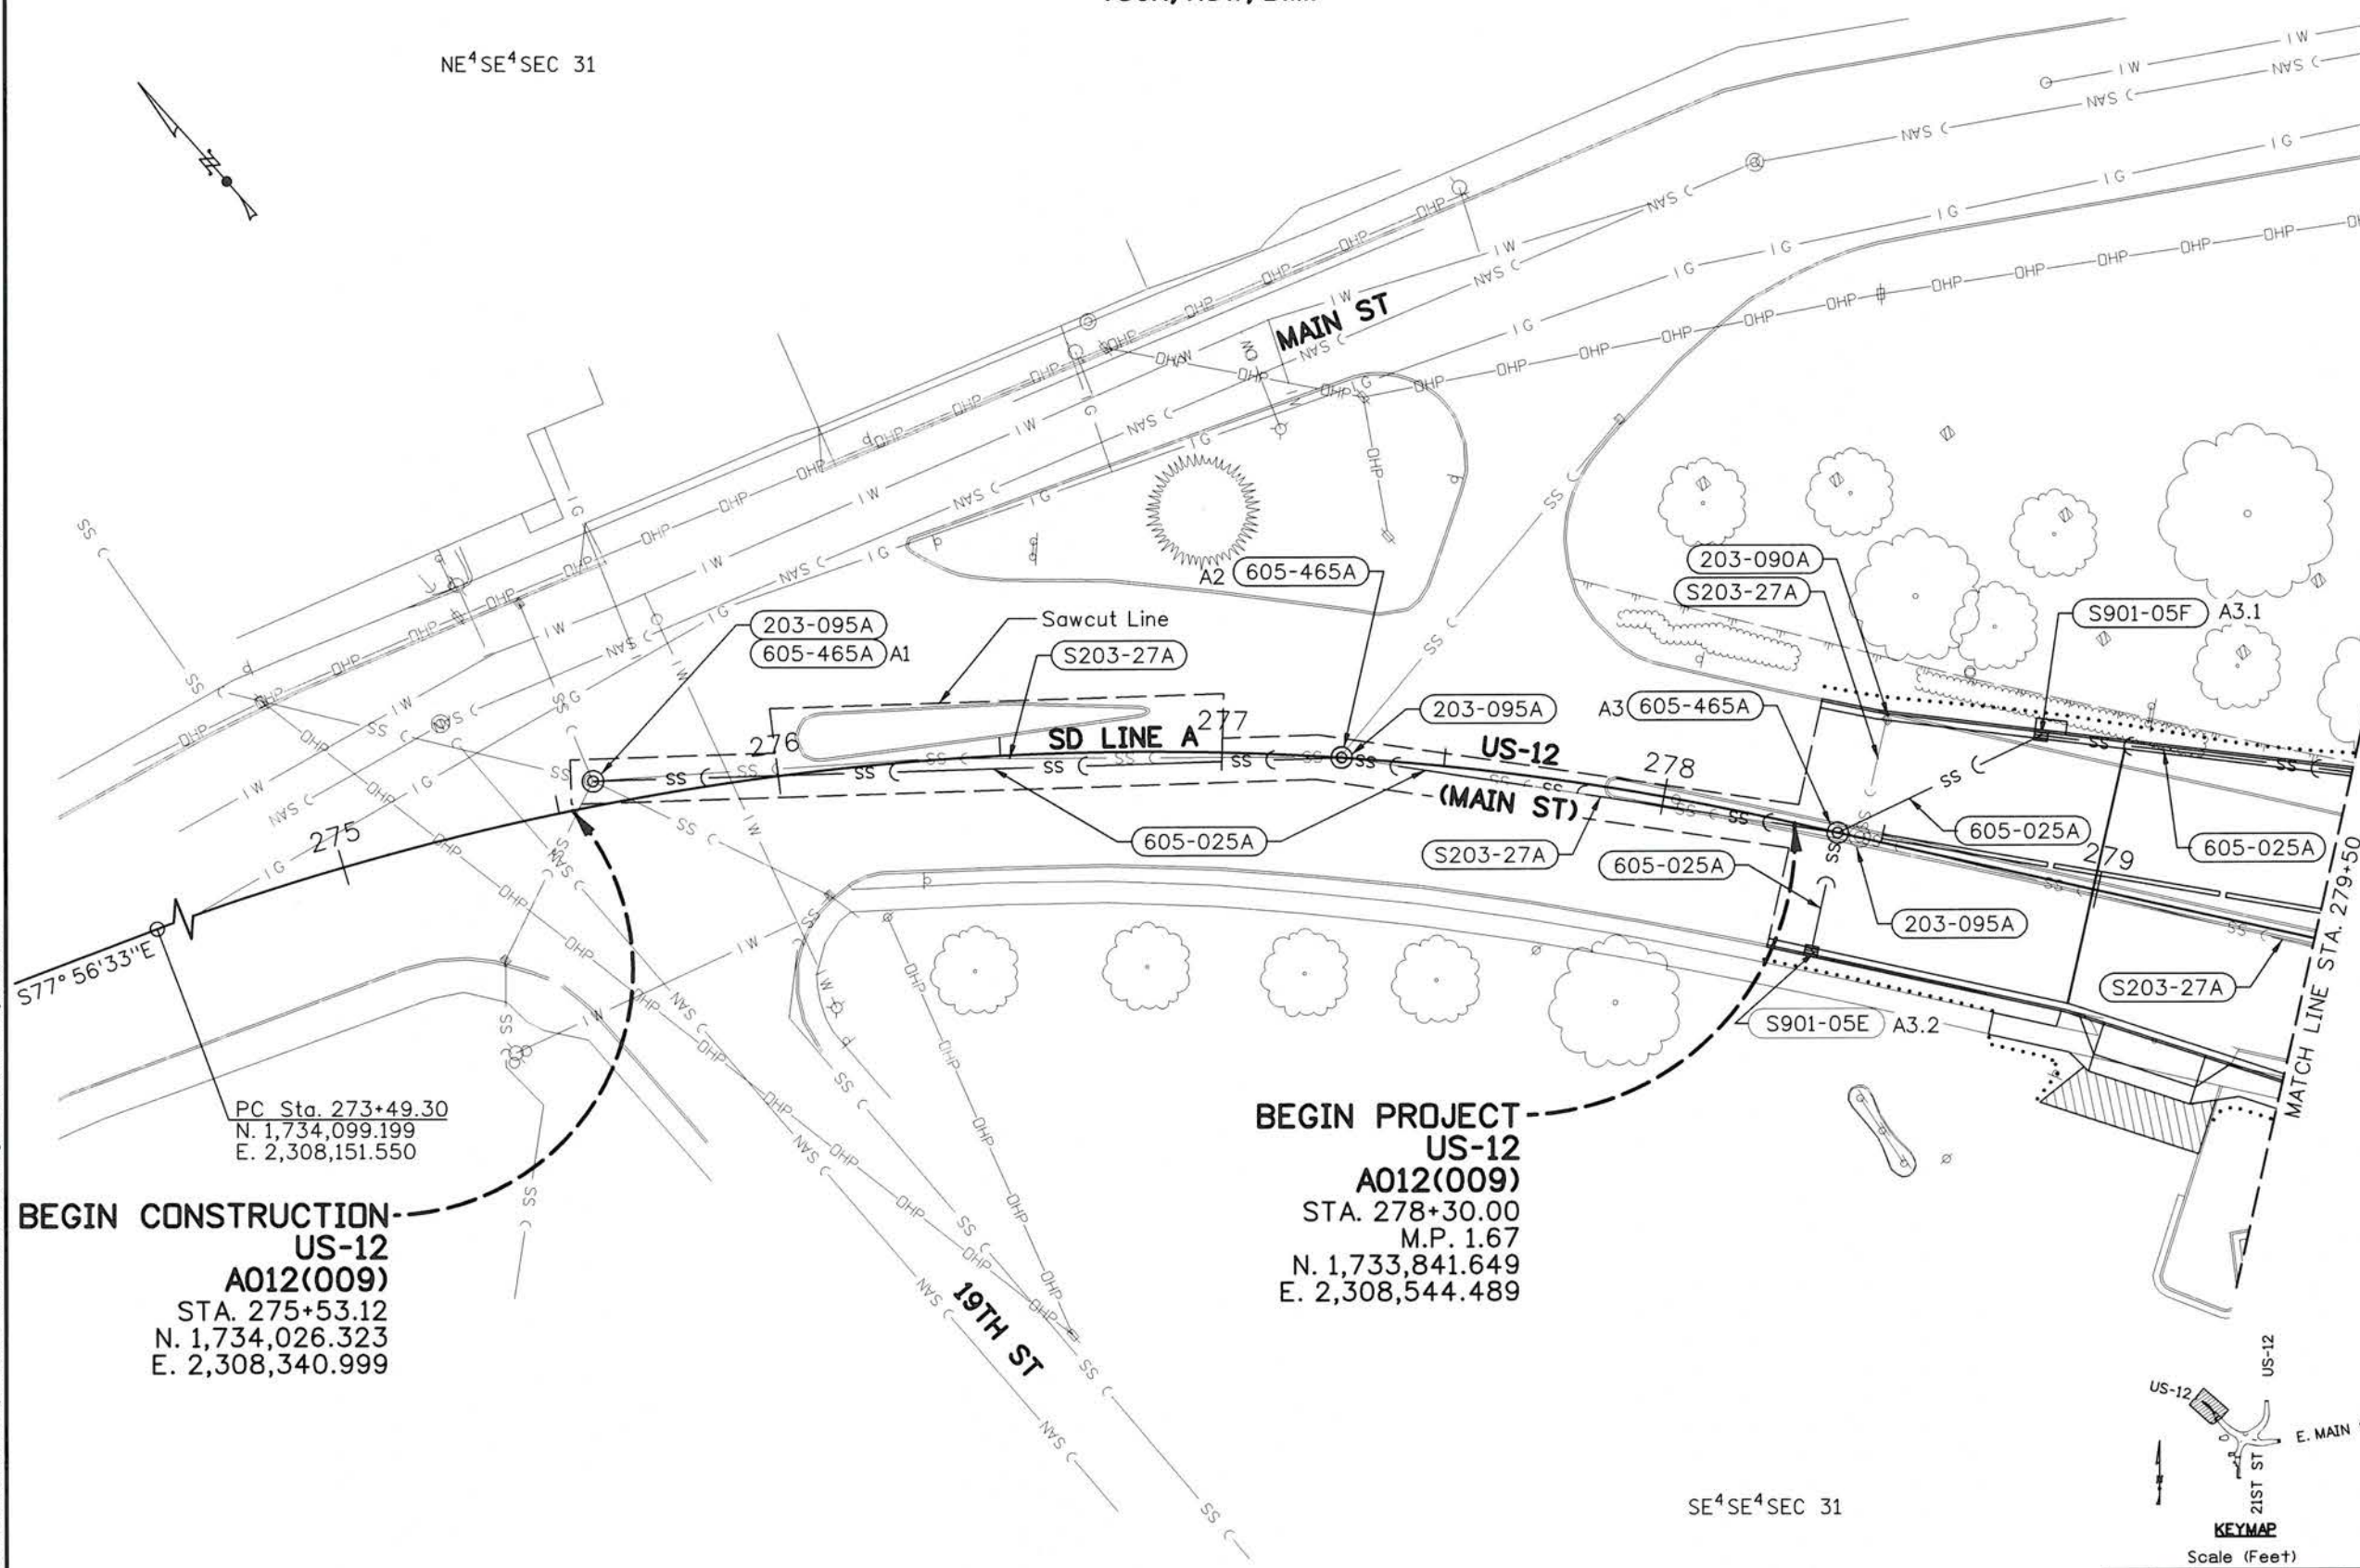 NE⁴SE⁴SEC 31
MAIN ST
203-095A
605-465A A1
Sawcut Line
S203-27A
A2 605-465A
203-090A
S203-27A
S901-05F A3.1
203-095A
A3 605-465A
275
276
277
278
279
SD LINE A
US-12
(MAIN ST)
605-025A
S203-27A
605-025A
605-025A
605-025A
203-095A
S203-27A
S901-05E A3.2
MATCH LINE STA. 279+50
S77°56'33"E
PC Sta. 273+49.30
N. 1,734,099.199
E. 2,308,151.550
BEGIN CONSTRUCTION
US-12
A012(009)
STA. 275+53.12
N. 1,734,026.323
E. 2,308,340.999
BEGIN PROJECT
US-12
A012(009)
STA. 278+30.00
M.P. 1.67
N. 1,733,841.649
E. 2,308,544.489
19TH ST
SE⁴SE⁴SEC 31
US-12
US-12
E. MAIN
21ST ST
KEYMAP
Scale (Feet)